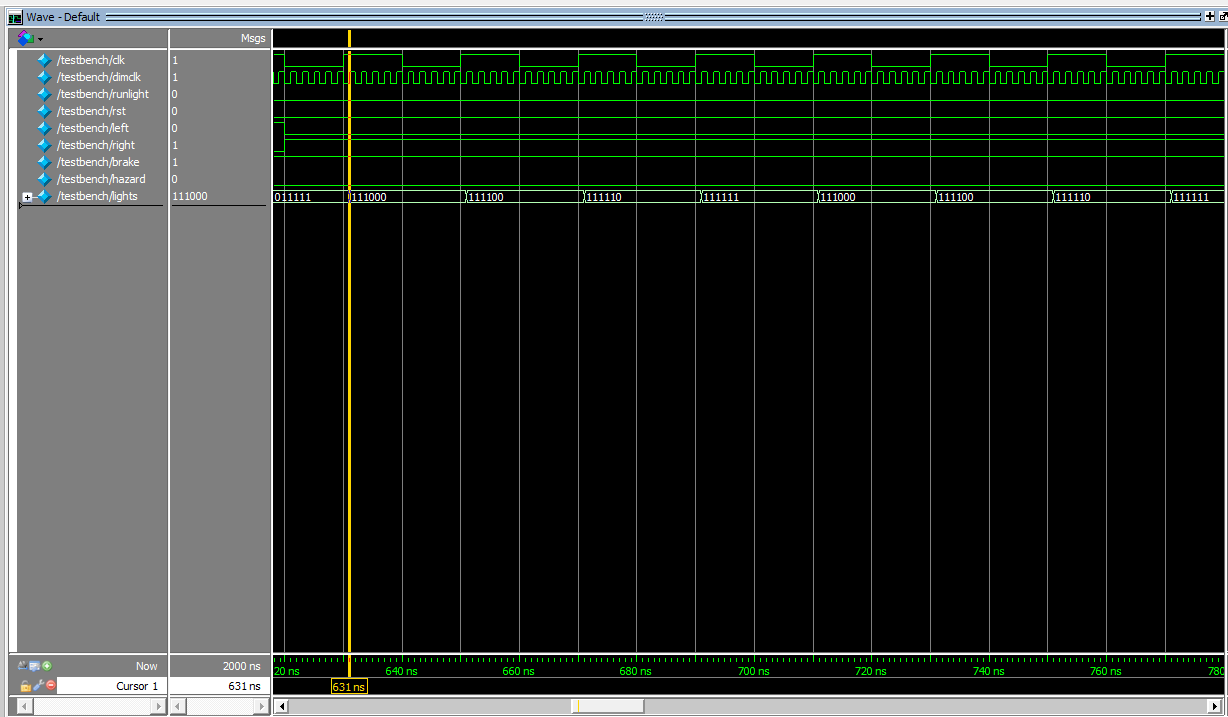 Wave - Default
Msgs
/testbench/clk 1
/testbench/dimclk 1
/testbench/runlight 0
/testbench/rst 0
/testbench/left 0
/testbench/right 1
/testbench/brake 1
/testbench/hazard 0
/testbench/lights 111000 011111 111000 111100 111110 111111 111000 111100 111110 111111
Now 2000 ns 20 ns 640 ns 660 ns 680 ns 700 ns 720 ns 740 ns 760 ns 780
Cursor 1 631 ns 631 ns